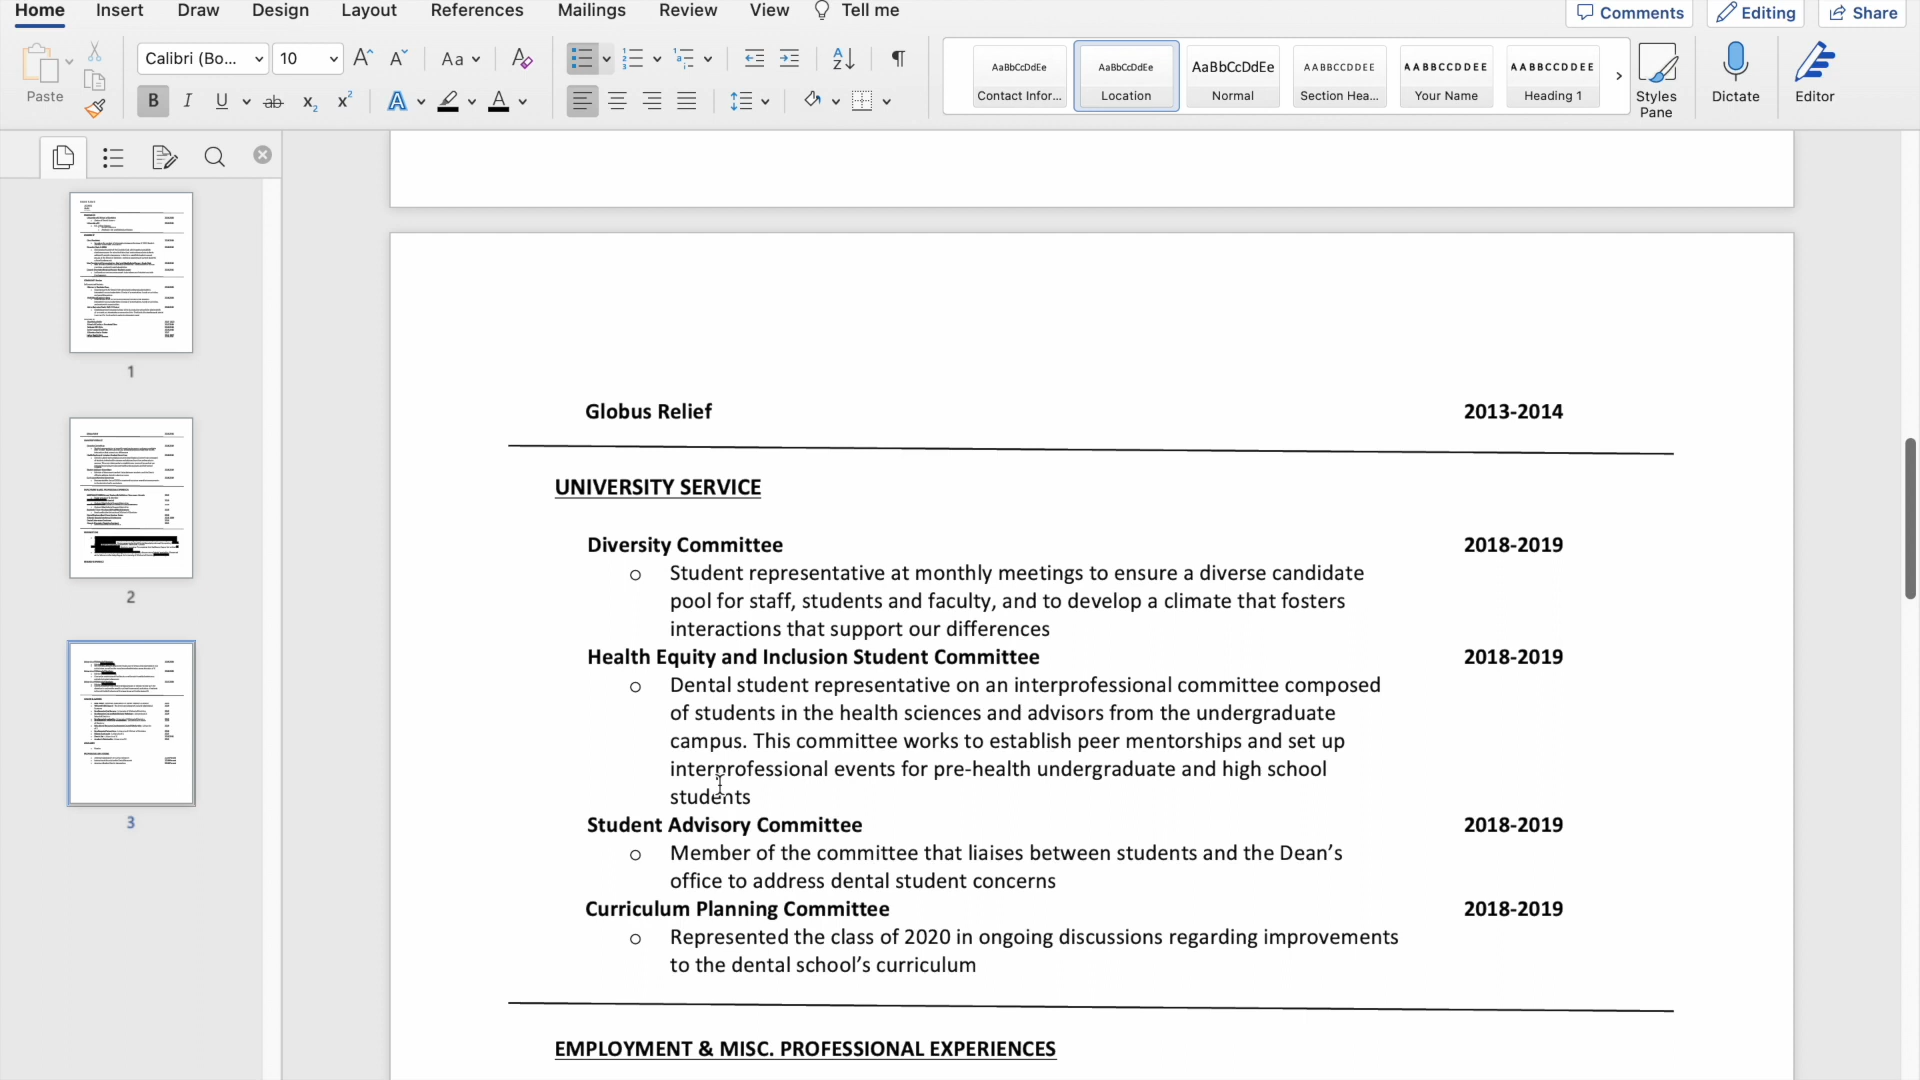 Home Insert Draw Design Layout References Mailings Review View Tell me Comments Editing Share
Paste
Calibri (Bo... 10 Aa
B I U ab x₂ x² A A
AaBbCcDdEe AaBbCcDdEe AaBbCcDdEe AABBCCDDEE AABBCCDDEE AABBCCDDEE
Contact Infor... Location Normal Section Hea... Your Name Heading 1
Styles Pane
Dictate
Editor
1
2
3
Globus Relief 2013-2014
UNIVERSITY SERVICE
Diversity Committee 2018-2019
o Student representative at monthly meetings to ensure a diverse candidate
pool for staff, students and faculty, and to develop a climate that fosters
interactions that support our differences
Health Equity and Inclusion Student Committee 2018-2019
o Dental student representative on an interprofessional committee composed
of students in the health sciences and advisors from the undergraduate
campus. This committee works to establish peer mentorships and set up
interprofessional events for pre-health undergraduate and high school
students
Student Advisory Committee 2018-2019
o Member of the committee that liaises between students and the Dean’s
office to address dental student concerns
Curriculum Planning Committee 2018-2019
o Represented the class of 2020 in ongoing discussions regarding improvements
to the dental school’s curriculum
EMPLOYMENT & MISC. PROFESSIONAL EXPERIENCES